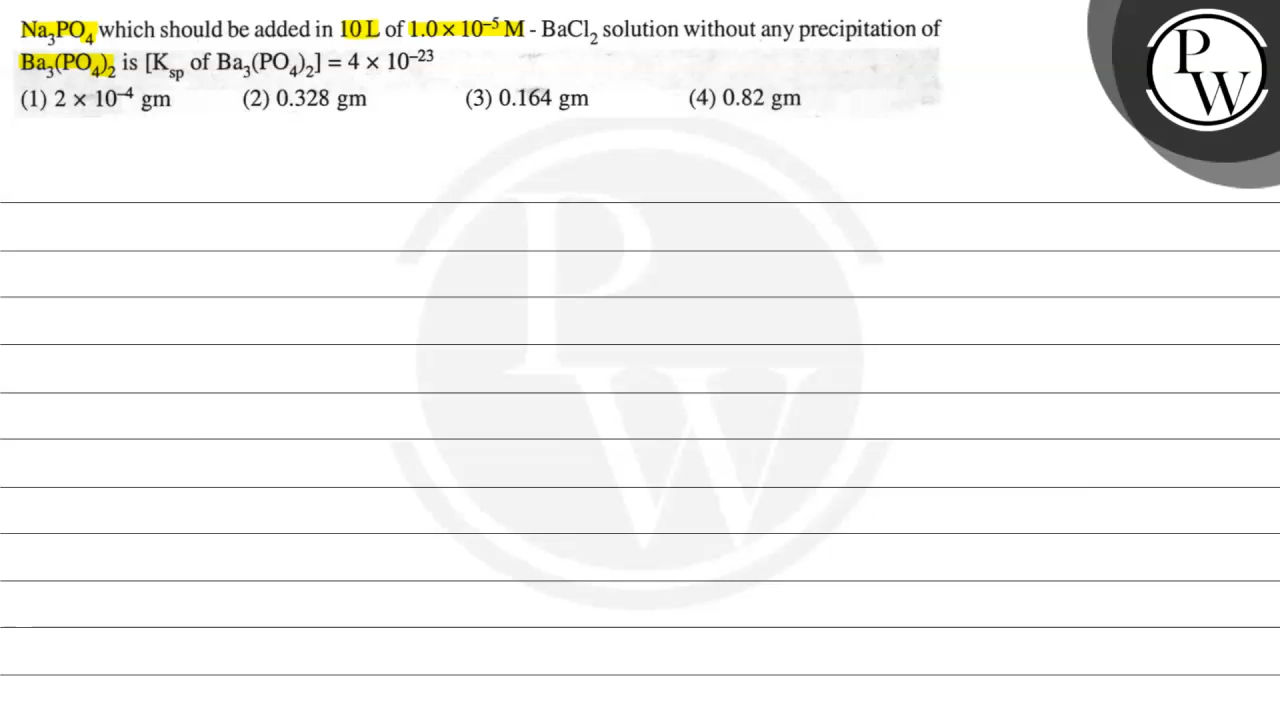 Na₃PO₄ which should be added in 10 L of 1.0 × 10⁻⁵ M - BaCl₂ solution without any precipitation of
Ba₃(PO₄)₂ is [Kₛₚ of Ba₃(PO₄)₂] = 4 × 10⁻²³
(1) 2 × 10⁻⁴ gm (2) 0.328 gm (3) 0.164 gm (4) 0.82 gm
P
W
P
W